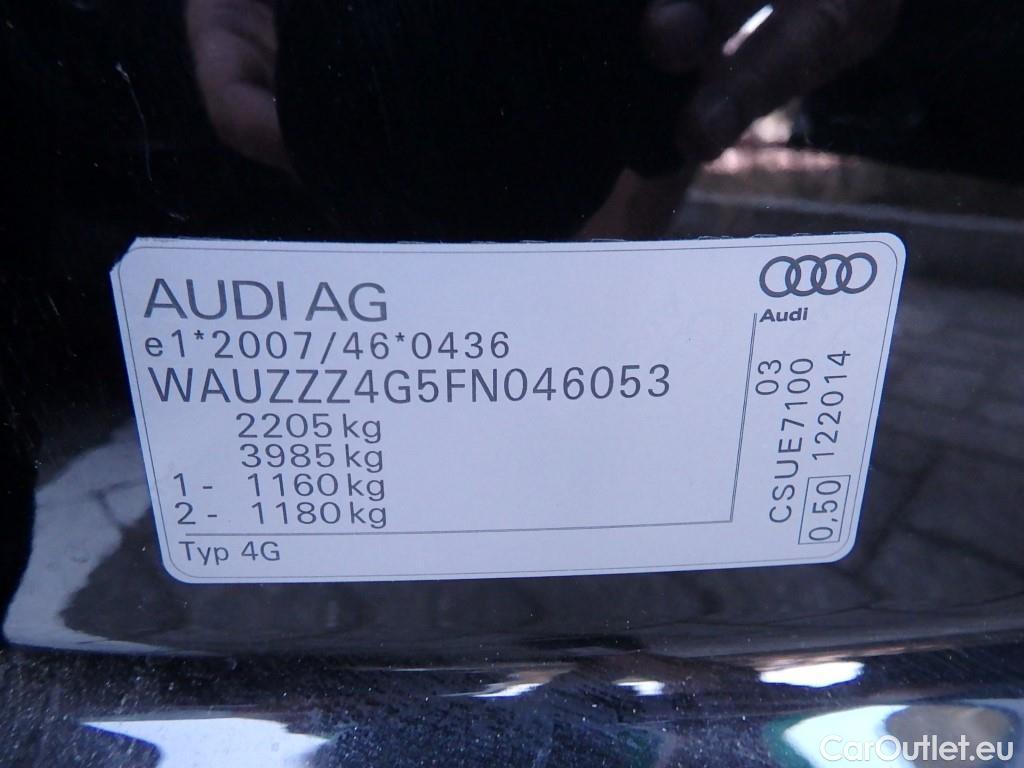 AUDI AG
Audi
e1*2007/46*0436
WAUZZZ4G5FN046053
2205 kg
3985 kg
1 - 1160 kg
2 - 1180 kg
Typ 4G
CSUE7100 03
0,50 122014
CarOutlet.eu